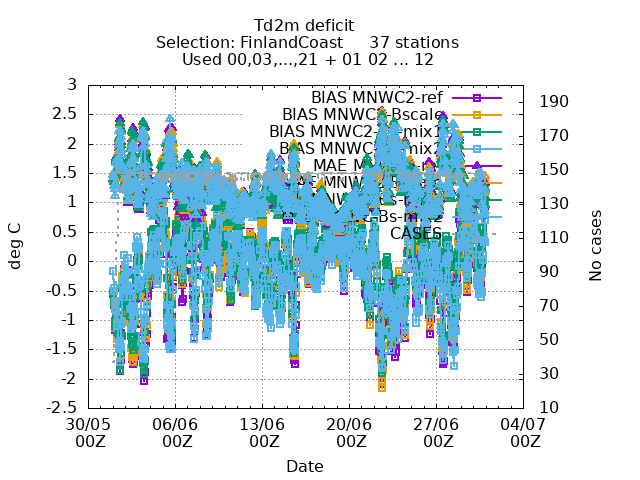 Td2m deficit
Selection: FinlandCoast 37 stations
Used 00,03,...,21 + 01 02 ... 12
deg C
No cases
3
2.5
2
1.5
1
0.5
0
-0.5
-1
-1.5
-2
-2.5
190
170
150
130
110
90
70
50
30
10
BIAS MNWC2-ref
BIAS MNWC2-Bscale
BIAS
BIAS
MAE
CASES
30/05 06/06 13/06 20/06 27/06 04/07
00Z 00Z 00Z 00Z 00Z 00Z
Date